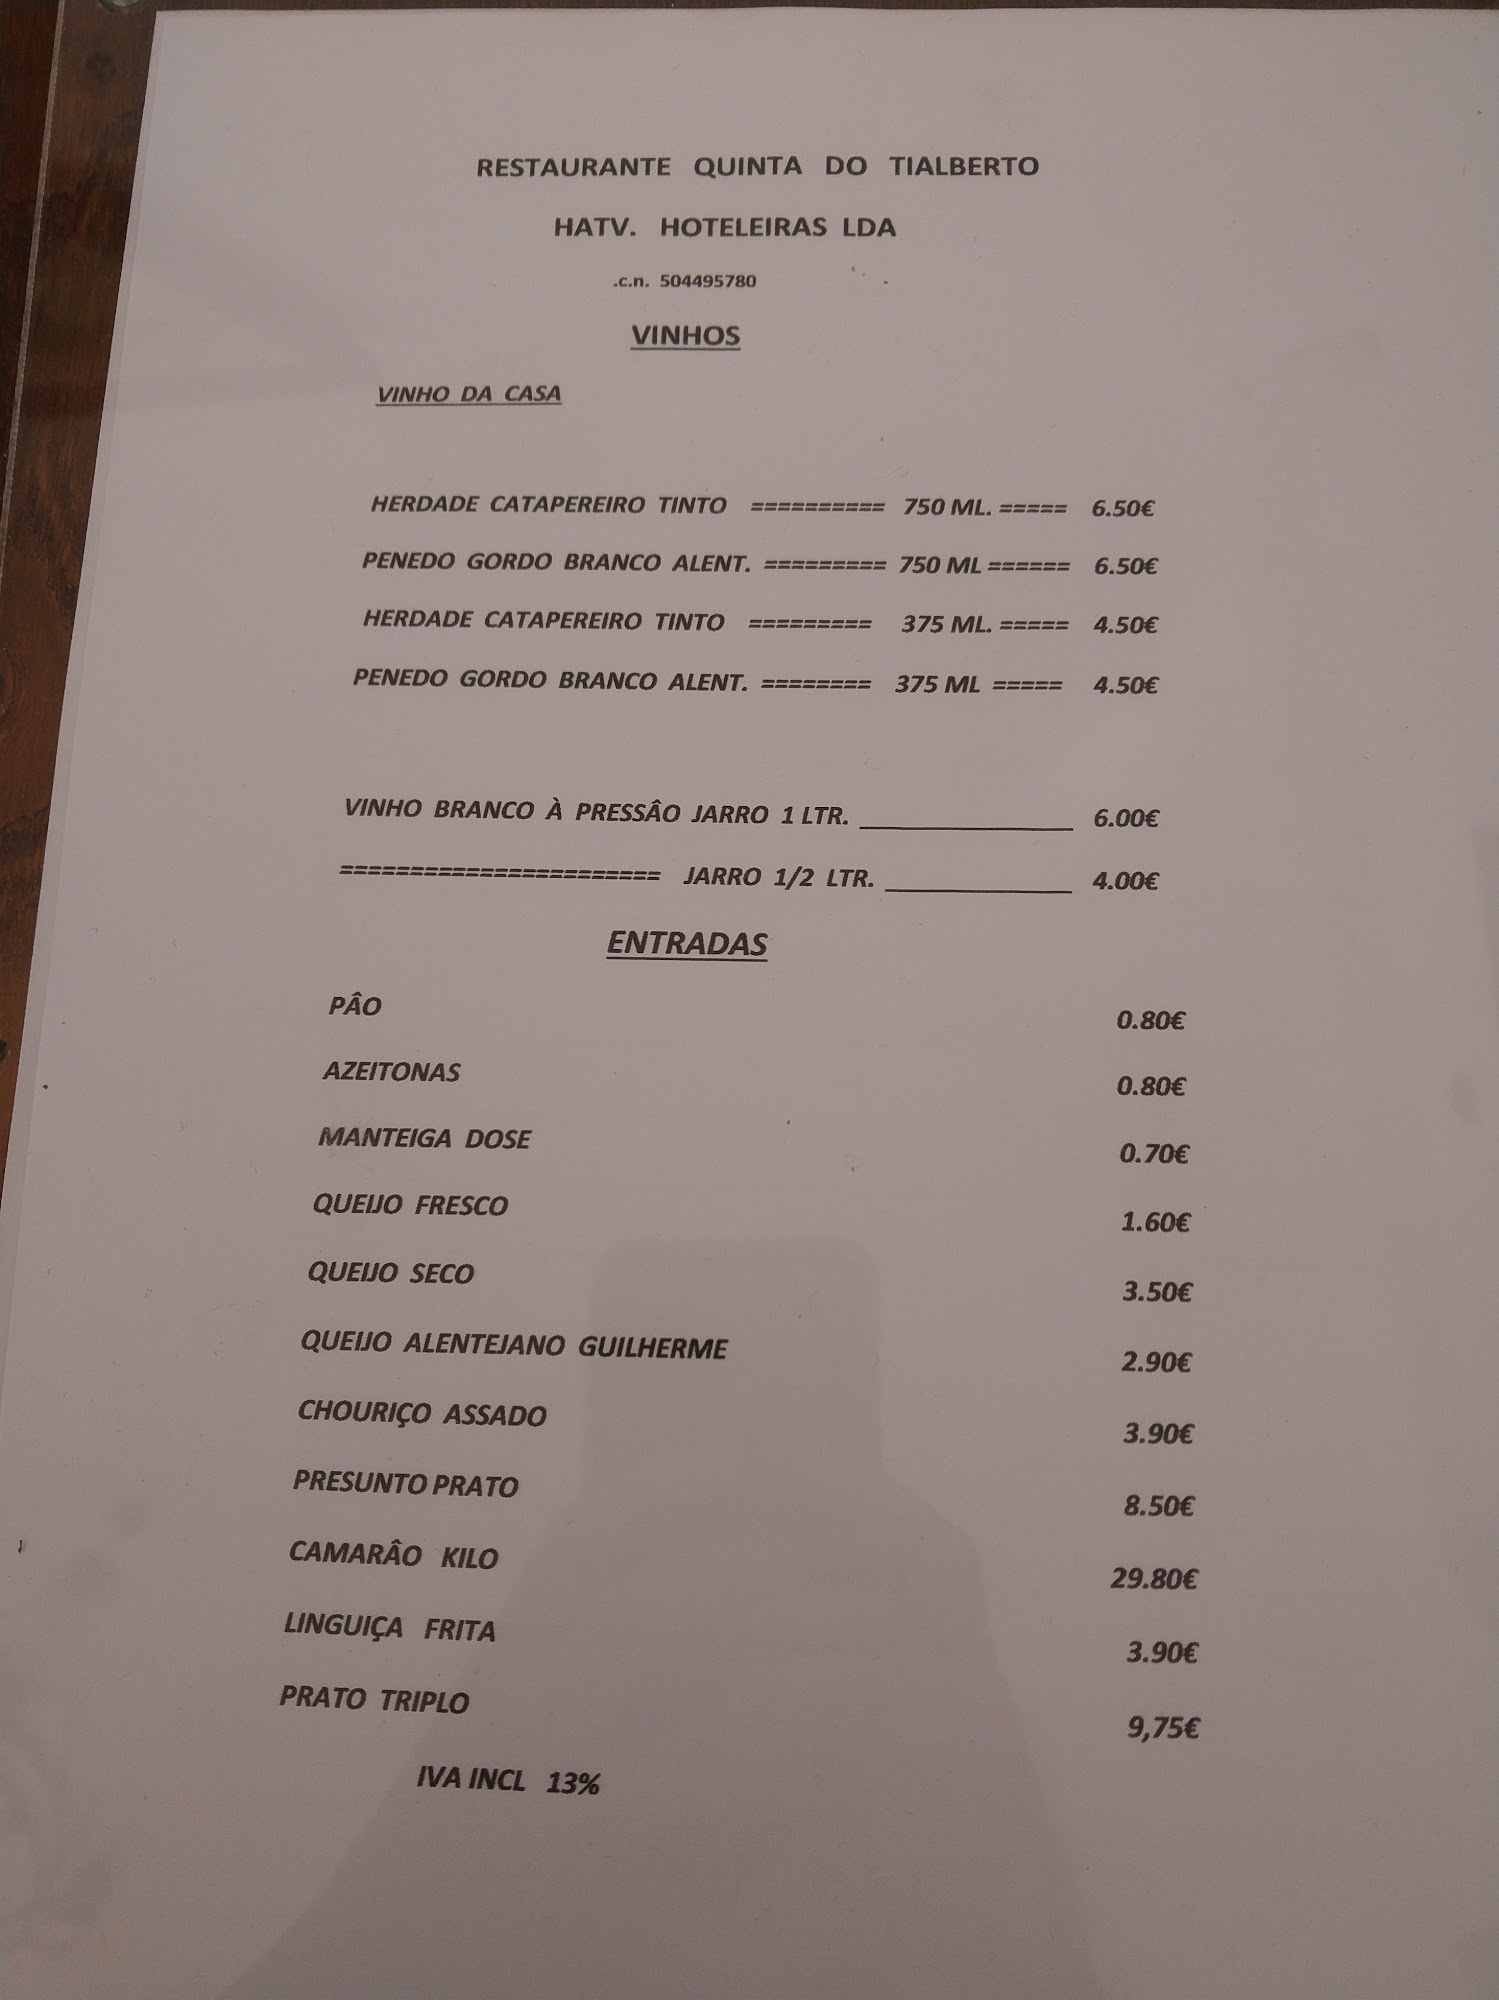 RESTAURANTE QUINTA DO TIALBERTO
HATV. HOTELEIRAS LDA
.c.n. 504495780
VINHOS
VINHO DA CASA
HERDADE CATAPEREIRO TINTO ========== 750 ML. ===== 6.50€
PENEDO GORDO BRANCO ALENT. ========= 750 ML ====== 6.50€
HERDADE CATAPEREIRO TINTO ========= 375 ML. ===== 4.50€
PENEDO GORDO BRANCO ALENT. ======== 375 ML ===== 4.50€
VINHO BRANCO À PRESSÂO JARRO 1 LTR. _______________ 6.00€
======================= JARRO 1/2 LTR. _____________ 4.00€
ENTRADAS
PÂO 0.80€
AZEITONAS 0.80€
MANTEIGA DOSE 0.70€
QUEIJO FRESCO 1.60€
QUEIJO SECO 3.50€
QUEIJO ALENTEJANO GUILHERME 2.90€
CHOURIÇO ASSADO 3.90€
PRESUNTO PRATO 8.50€
CAMARÂO KILO 29.80€
LINGUIÇA FRITA 3.90€
PRATO TRIPLO 9,75€
IVA INCL 13%